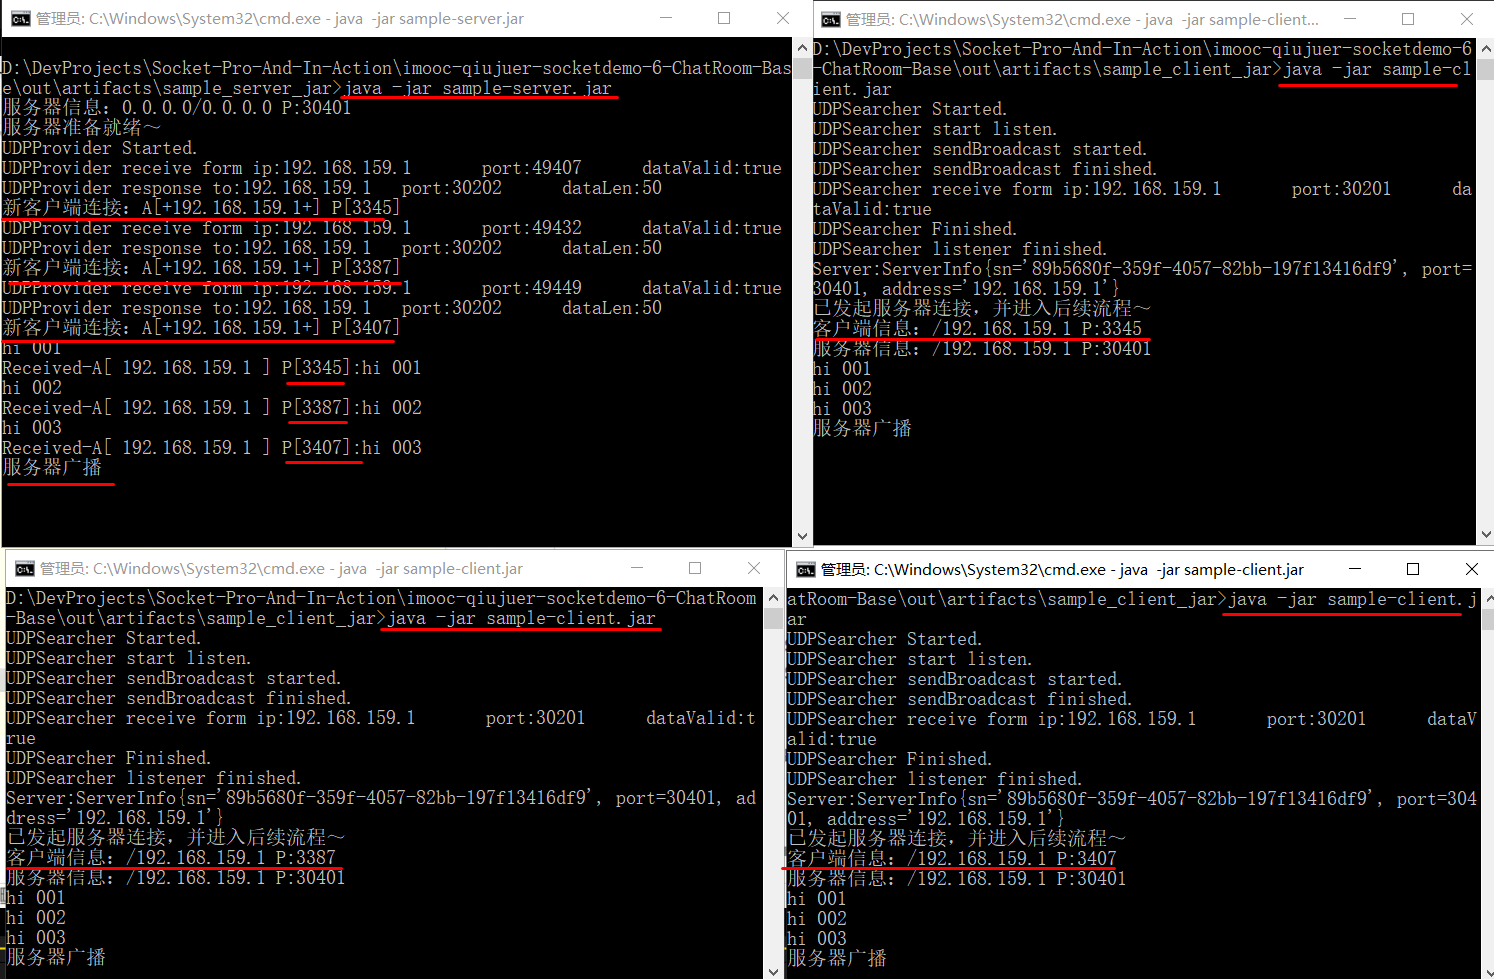 管理员: C:\Windows\System32\cmd.exe - java  -jar sample-server.jar
D:\DevProjects\Socket-Pro-And-In-Action\imooc-qiujuer-socketdemo-6-ChatRoom-Bas
e\out\artifacts\sample_server_jar>java -jar sample-server.jar
服务器信息: 0.0.0.0/0.0.0.0 P:30401
服务器准备就绪～
UDPProvider Started.
UDPProvider receive form ip:192.168.159.1       port:49407      dataValid:true
UDPProvider response to:192.168.159.1   port:30202      dataLen:50
新客户端连接: A[+192.168.159.1+] P[3345]
UDPProvider receive form ip:192.168.159.1       port:49432      dataValid:true
UDPProvider response to:192.168.159.1   port:30202      dataLen:50
新客户端连接: A[+192.168.159.1+] P[3387]
UDPProvider receive form ip:192.168.159.1       port:49449      dataValid:true
UDPProvider response to:192.168.159.1   port:30202      dataLen:50
新客户端连接: A[+192.168.159.1+] P[3407]
hi 001
Received-A[ 192.168.159.1 ] P[3345]:hi 001
hi 002
Received-A[ 192.168.159.1 ] P[3387]:hi 002
hi 003
Received-A[ 192.168.159.1 ] P[3407]:hi 003
服务器广播
管理员: C:\Windows\System32\cmd.exe - java  -jar sample-client...
D:\DevProjects\Socket-Pro-And-In-Action\imooc-qiujuer-socketdemo-6
-ChatRoom-Base\out\artifacts\sample_client_jar>java -jar sample-cl
ient.jar
UDPSearcher Started.
UDPSearcher start listen.
UDPSearcher sendBroadcast started.
UDPSearcher sendBroadcast finished.
UDPSearcher receive form ip:192.168.159.1       port:30201      da
taValid:true
UDPSearcher Finished.
UDPSearcher listener finished.
Server:ServerInfo{sn='89b5680f-359f-4057-82bb-197f13416df9', port=
30401, address='192.168.159.1'}
已发起服务器连接，并进入后续流程～
客户端信息: /192.168.159.1 P:3345
服务器信息: /192.168.159.1 P:30401
hi 001
hi 002
hi 003
服务器广播
管理员: C:\Windows\System32\cmd.exe - java  -jar sample-client.jar
D:\DevProjects\Socket-Pro-And-In-Action\imooc-qiujuer-socketdemo-6-ChatRoom
-Base\out\artifacts\sample_client_jar>java -jar sample-client.jar
UDPSearcher Started.
UDPSearcher start listen.
UDPSearcher sendBroadcast started.
UDPSearcher sendBroadcast finished.
UDPSearcher receive form ip:192.168.159.1       port:30201      dataValid:t
rue
UDPSearcher Finished.
UDPSearcher listener finished.
Server:ServerInfo{sn='89b5680f-359f-4057-82bb-197f13416df9', port=30401, ad
dress='192.168.159.1'}
已发起服务器连接，并进入后续流程～
客户端信息: /192.168.159.1 P:3387
服务器信息: /192.168.159.1 P:30401
hi 001
hi 002
hi 003
服务器广播
管理员: C:\Windows\System32\cmd.exe - java  -jar sample-client.jar
atRoom-Base\out\artifacts\sample_client_jar>java -jar sample-client.j
ar
UDPSearcher Started.
UDPSearcher start listen.
UDPSearcher sendBroadcast started.
UDPSearcher sendBroadcast finished.
UDPSearcher receive form ip:192.168.159.1       port:30201      dataV
alid:true
UDPSearcher Finished.
UDPSearcher listener finished.
Server:ServerInfo{sn='89b5680f-359f-4057-82bb-197f13416df9', port=304
01, address='192.168.159.1'}
已发起服务器连接，并进入后续流程～
客户端信息: /192.168.159.1 P:3407
服务器信息: /192.168.159.1 P:30401
hi 001
hi 002
hi 003
服务器广播